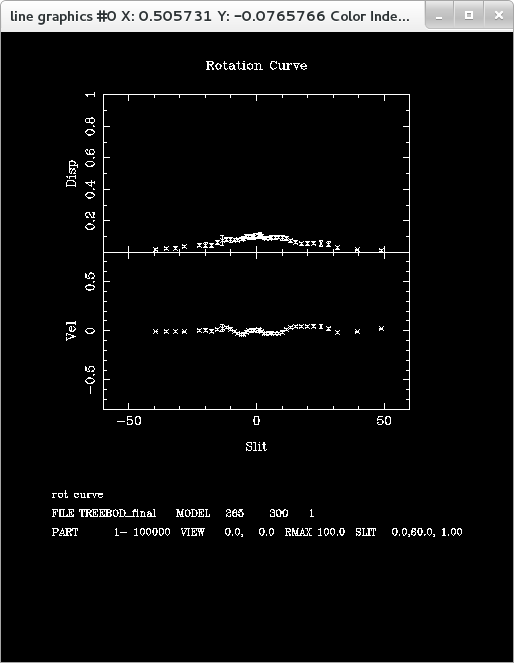 line graphics #0 X: 0.505731 Y: -0.0765766 Color Inde...
Rotation Curve
1
0.8
0.6
0.4
0.2
Disp
0.5
0
−0.5
Vel
−50 0 50
Slit
rot curve
FILE TREEBOD_final MODEL 265 300 1
PART 1- 100000 VIEW 0.0, 0.0 RMAX 100.0 SLIT 0.0,60.0, 1.00